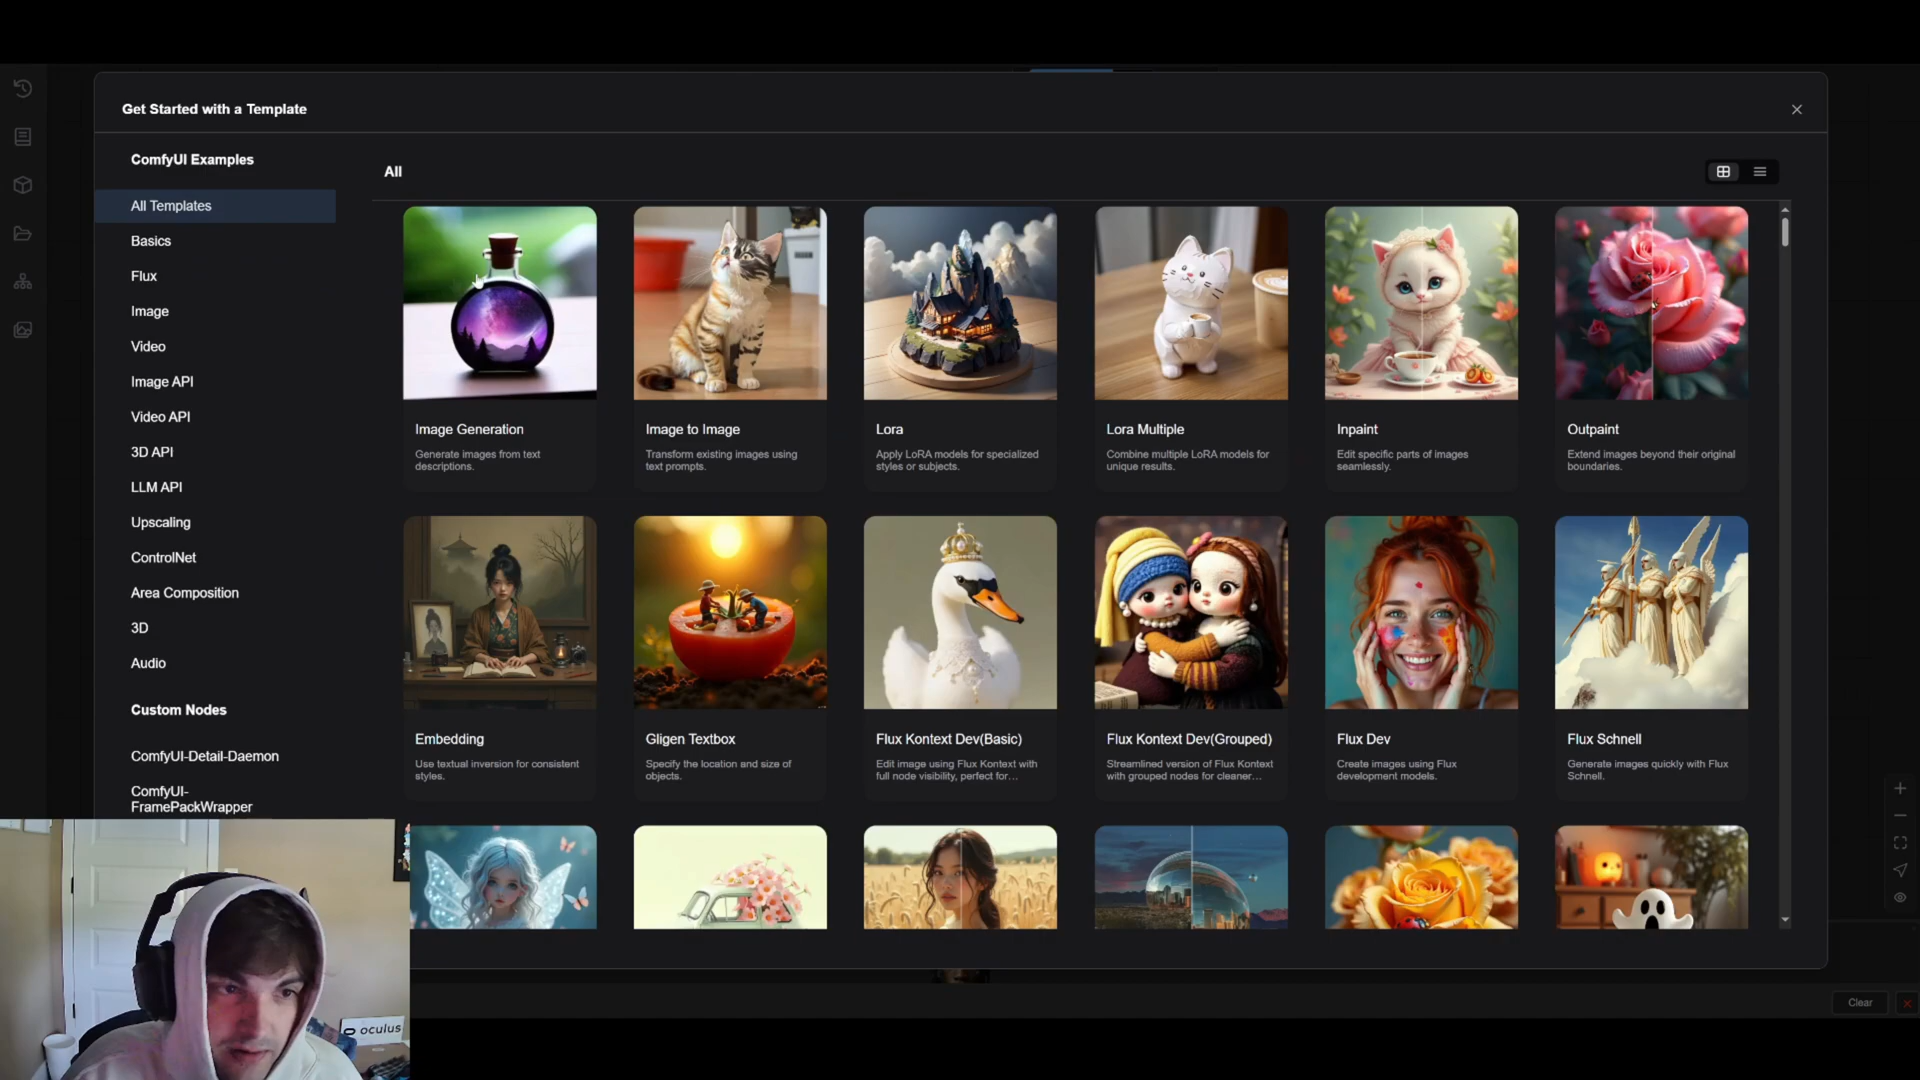 Get Started with a Template
ComfyUI Examples
All Templates
Basics
Flux
Image
Video
Image API
Video API
3D API
LLM API
Upscaling
ControlNet
Area Composition
3D
Audio
Custom Nodes
ComfyUI-Detail-Daemon
ComfyUI-
FramePackWrapper
All
Image Generation
Generate images from text
descriptions.
Image to Image
Transform existing images using
text prompts.
Lora
Apply LoRA models for specialized
styles or subjects.
Lora Multiple
Combine multiple LoRA models for
unique results.
Inpaint
Edit specific parts of images
seamlessly.
Outpaint
Extend images beyond their original
boundaries.
Embedding
Use textual inversion for consistent
styles.
Gligen Textbox
Specify the location and size of
objects.
Flux Kontext Dev(Basic)
Edit image using Flux Kontext with
full node visibility, perfect for…
Flux Kontext Dev(Grouped)
Streamlined version of Flux Kontext
with grouped nodes for cleaner…
Flux Dev
Create images using Flux
development models.
Flux Schnell
Generate images quickly with Flux
Schnell.
Clear
oculus